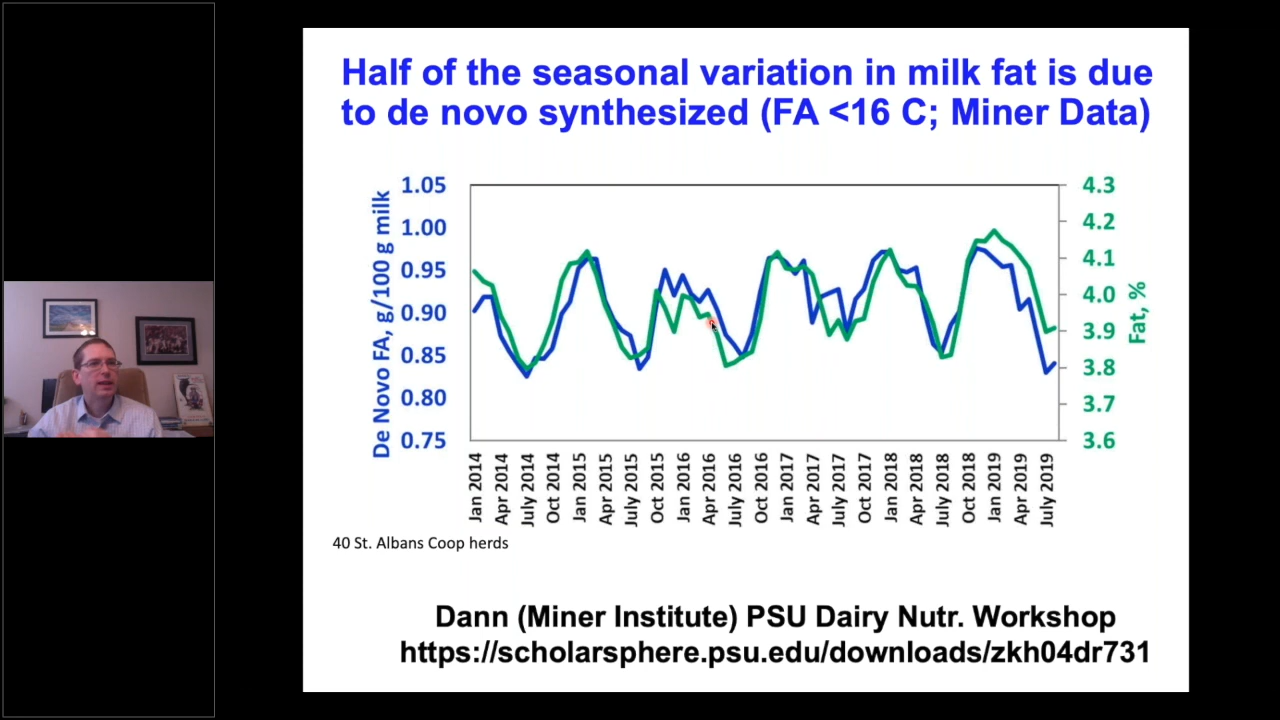 Half of the seasonal variation in milk fat is due
to de novo synthesized (FA <16 C; Miner Data)
De Novo FA, g/100 g milk
1.05
1.00
0.95
0.90
0.85
0.80
0.75
4.3
4.2
4.1
4.0
3.9
3.8
3.7
3.6
Fat, %
Jan 2014
Apr 2014
July 2014
Oct 2014
Jan 2015
Apr 2015
July 2015
Oct 2015
Jan 2016
Apr 2016
July 2016
Oct 2016
Jan 2017
Apr 2017
July 2017
Oct 2017
Jan 2018
Apr 2018
July 2018
Oct 2018
Jan 2019
Apr 2019
July 2019
40 St. Albans Coop herds
Dann (Miner Institute) PSU Dairy Nutr. Workshop
https://scholarsphere.psu.edu/downloads/zkh04dr731